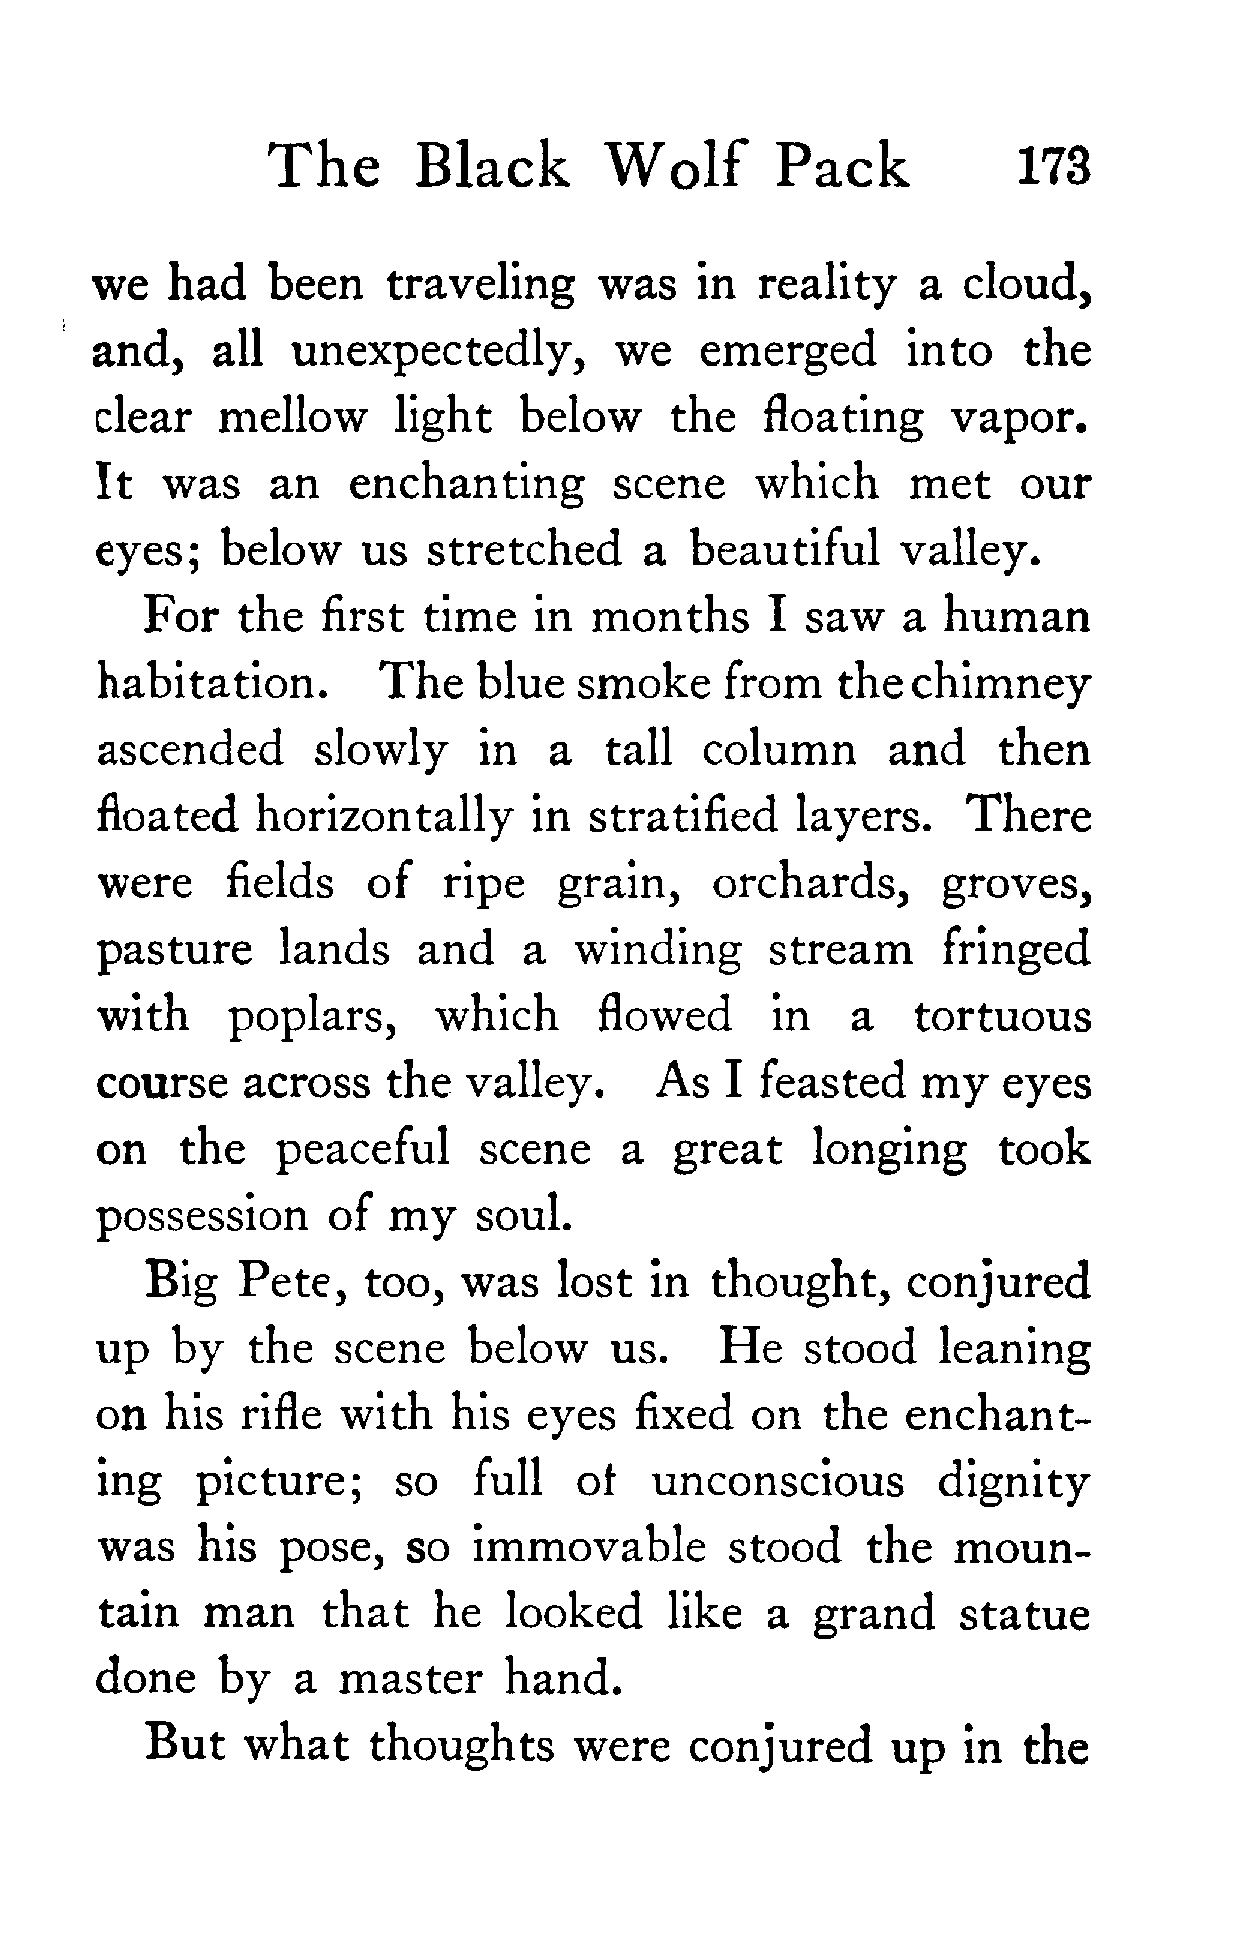 The Black Wolf Pack 173
we had been traveling was in reality a cloud,
and, all unexpectedly, we emerged into the
clear mellow light below the floating vapor.
It was an enchanting scene which met our
eyes; below us stretched a beautiful valley.
For the first time in months I saw a human
habitation. The blue smoke from the chimney
ascended slowly in a tall column and then
floated horizontally in stratified layers. There
were fields of ripe grain, orchards, groves,
pasture lands and a winding stream fringed
with poplars, which flowed in a tortuous
course across the valley. As I feasted my eyes
on the peaceful scene a great longing took
possession of my soul.
Big Pete, too, was lost in thought, conjured
up by the scene below us. He stood leaning
on his rifle with his eyes fixed on the enchant-
ing picture; so full of unconscious dignity
was his pose, so immovable stood the moun-
tain man that he looked like a grand statue
done by a master hand.
But what thoughts were conjured up in the